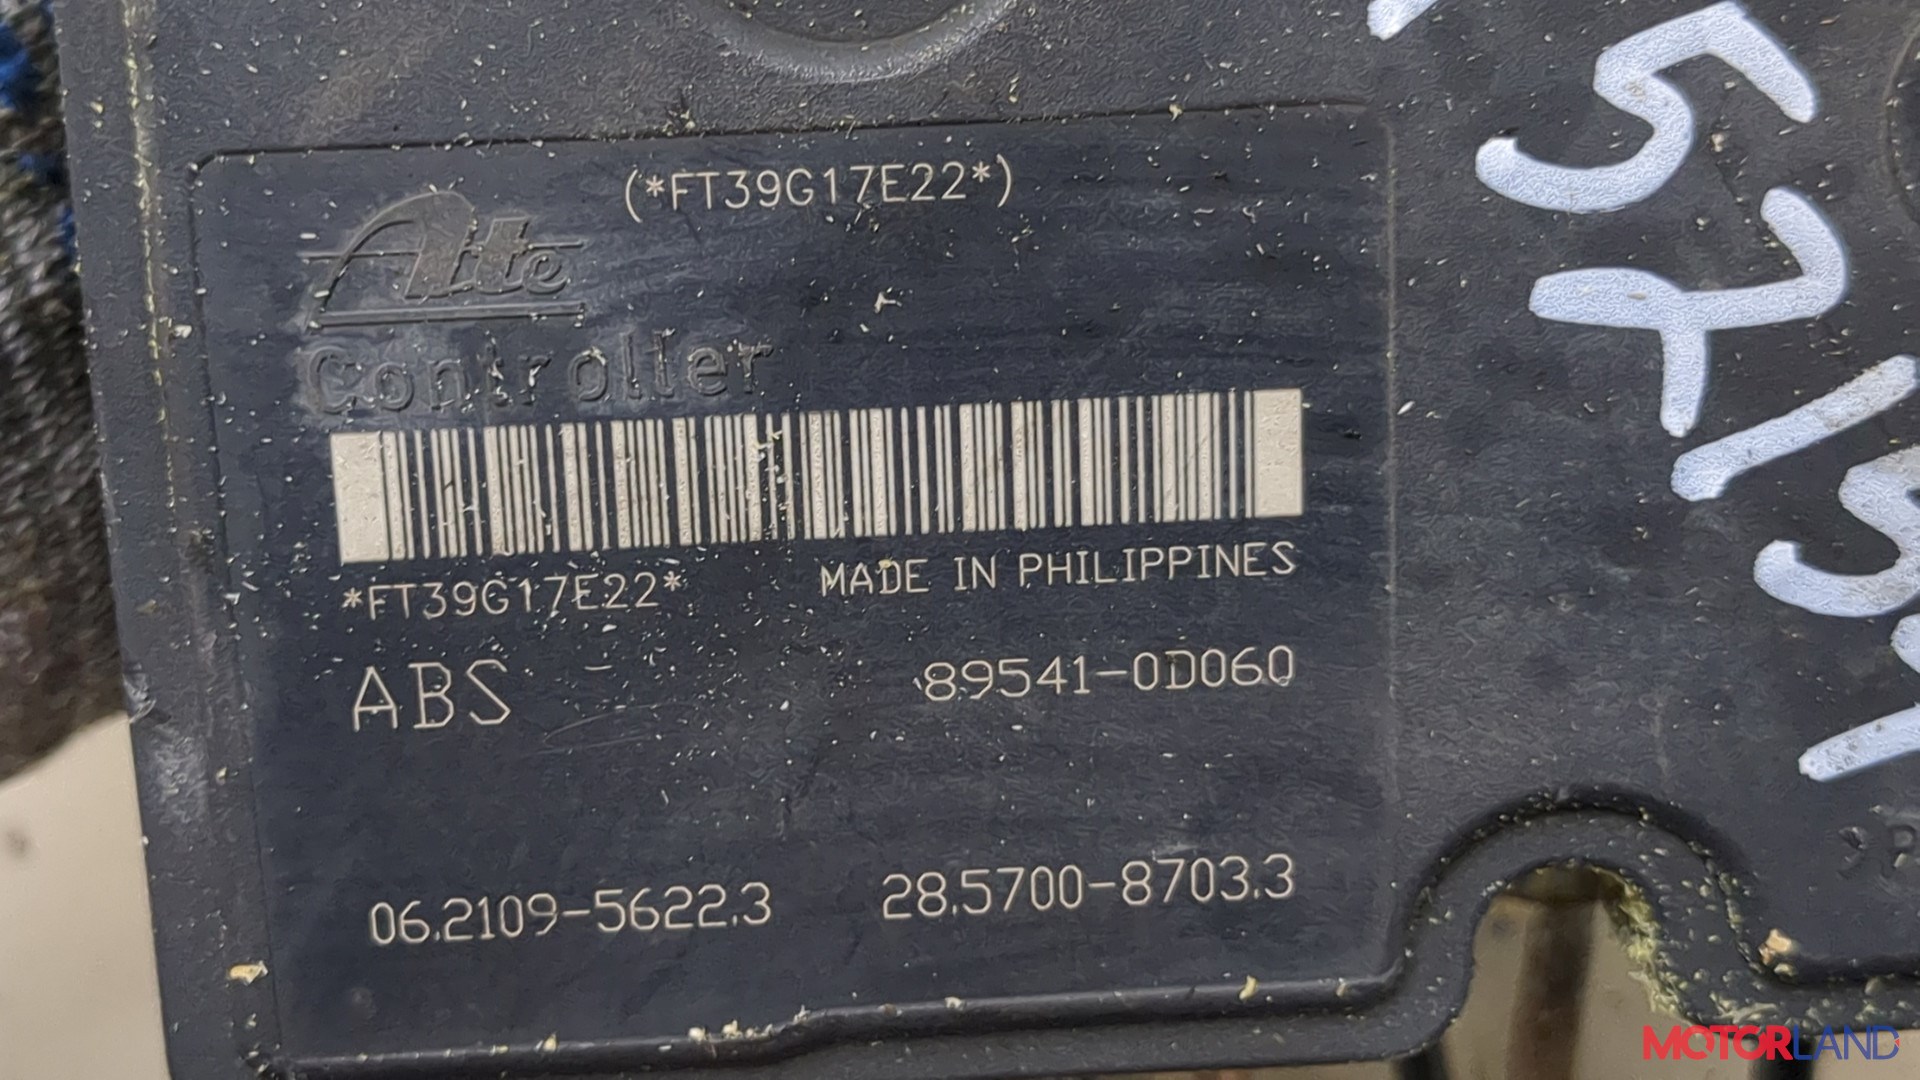 (*FT39G17E22*)
Ate
Controller
*FT39G17E22*
MADE IN PHILIPPINES
ABS
89541-0D060
06.2109-5622.3
28.5700-8703.3
MOTORLAND